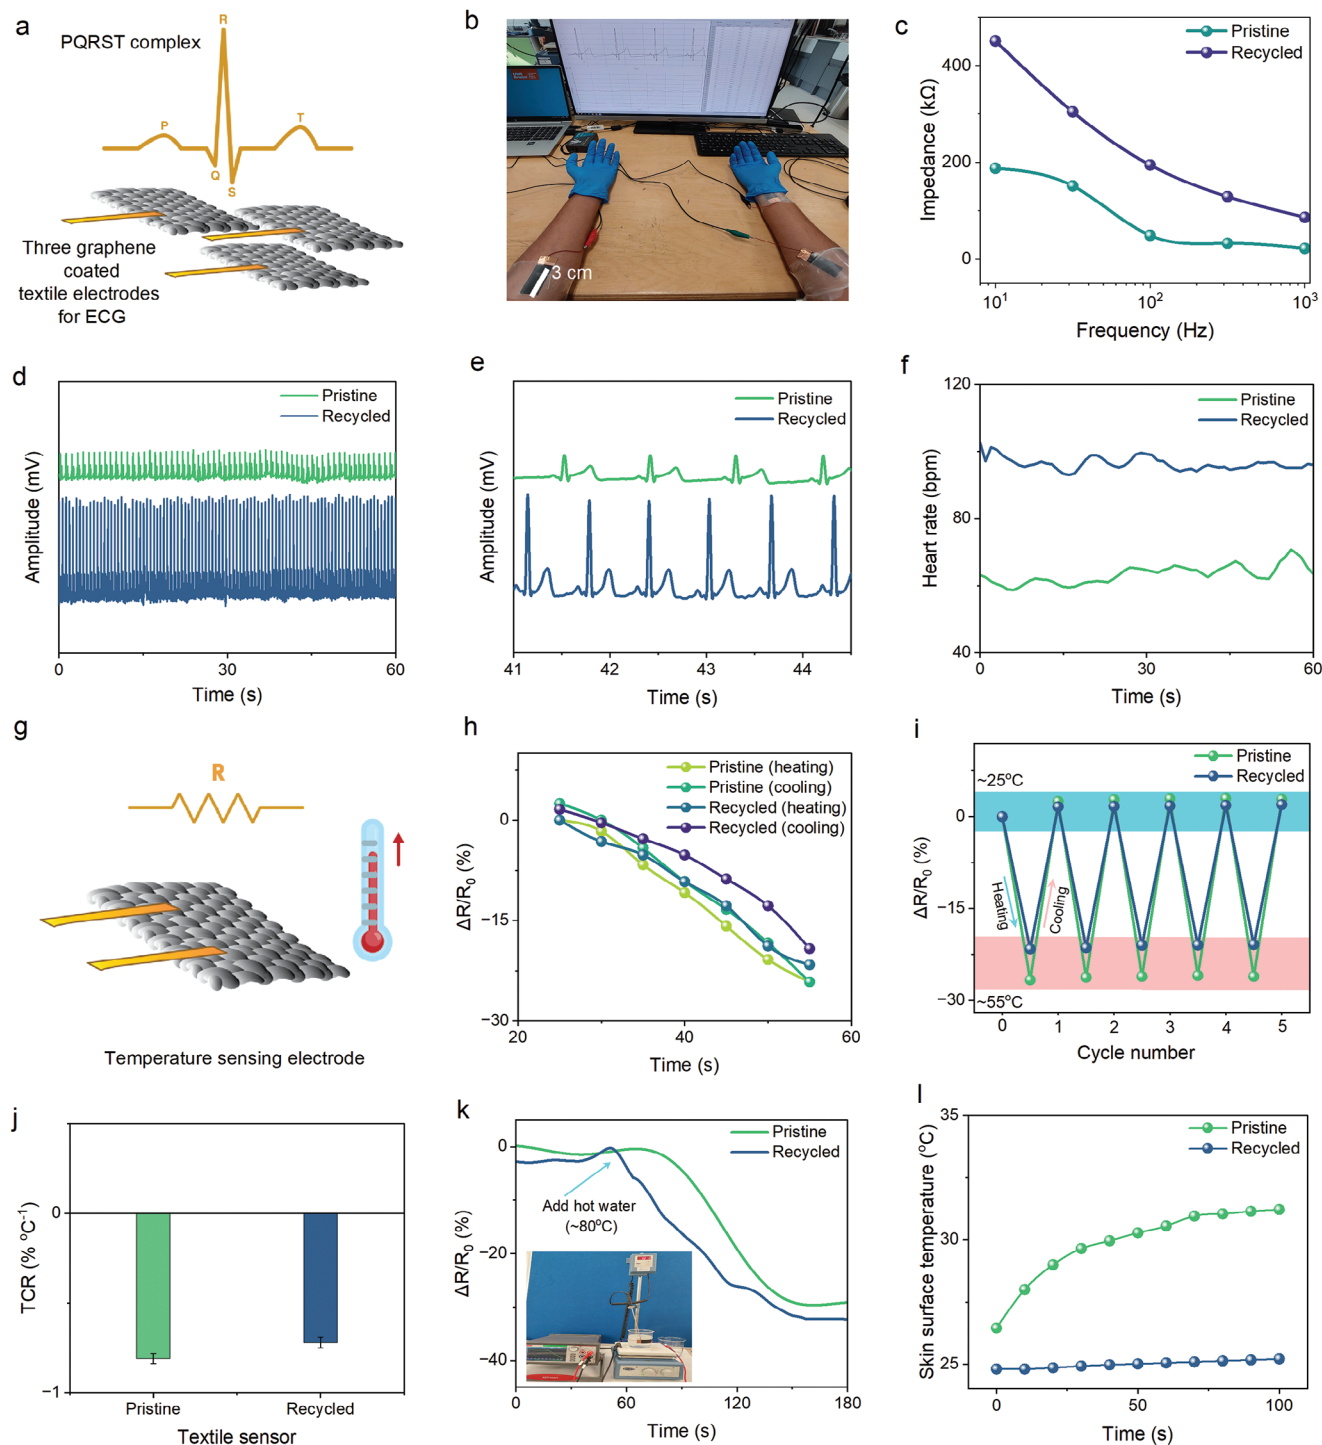 a
PQRST complex
R
P
T
Q
S
Three graphene
coated
textile electrodes
for ECG
b
3 cm
c
Pristine
Recycled
Impedance (kΩ)
400
200
0
10¹
10²
10³
Frequency (Hz)
d
Pristine
Recycled
Amplitude (mV)
0
30
60
Time (s)
e
Pristine
Recycled
Amplitude (mV)
41
42
43
44
Time (s)
f
Pristine
Recycled
Heart rate (bpm)
120
80
40
0
30
60
Time (s)
g
R
Temperature sensing electrode
h
Pristine (heating)
Pristine (cooling)
Recycled (heating)
Recycled (cooling)
ΔR/R₀ (%)
0
−15
−30
20
40
60
Time (s)
i
Pristine
Recycled
~25°C
Heating
Cooling
~55°C
ΔR/R₀ (%)
0
−15
−30
0
1
2
3
4
5
Cycle number
j
TCR (% °C⁻¹)
0
−1
Pristine
Recycled
Textile sensor
k
Pristine
Recycled
Add hot water
(~80°C)
ΔR/R₀ (%)
0
−20
−40
0
60
120
180
Time (s)
l
Pristine
Recycled
Skin surface temperature (°C)
35
30
25
0
50
100
Time (s)